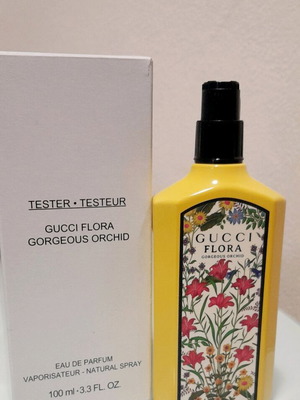 TESTER • TESTEUR
GUCCI FLORA
GORGEOUS ORCHID
EAU DE PARFUM
VAPORISATEUR - NATURAL SPRAY
100 ml · 3.3 FL. OZ.
GUCCI
FLORA
GORGEOUS ORCHID